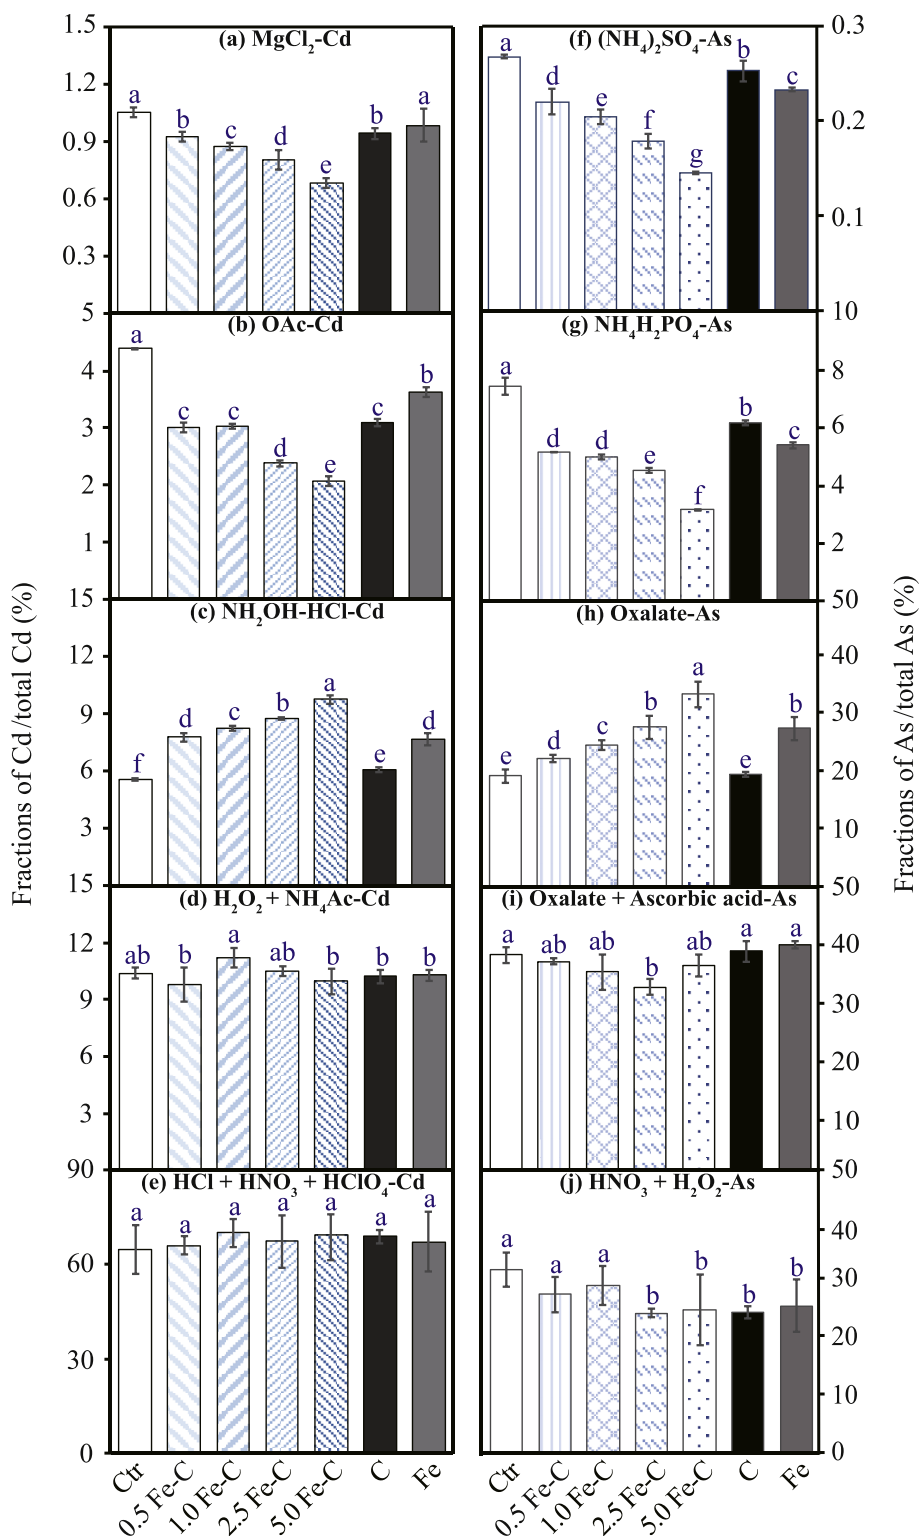 Fractions of Cd/total Cd (%)
1.5
1.2
0.9
0.6
0.3
(a) MgCl₂-Cd
a
b
c
d
e
b
a
5
4
3
2
1
(b) OAc-Cd
a
c
c
d
e
c
b
15
12
9
6
3
(c) NH₂OH-HCl-Cd
f
d
c
b
a
e
d
15
12
9
6
3
(d) H₂O₂ + NH₄Ac-Cd
ab
b
a
ab
b
b
b
90
60
30
0
(e) HCl + HNO₃ + HClO₄-Cd
a
a
a
a
a
a
a
Ctr
0.5 Fe-C
1.0 Fe-C
2.5 Fe-C
5.0 Fe-C
C
Fe
(f) (NH₄)₂SO₄-As
a
d
e
f
g
b
c
0.3
0.2
0.1
(g) NH₄H₂PO₄-As
a
d
d
e
f
b
c
10
8
6
4
2
(h) Oxalate-As
e
d
c
b
a
e
b
50
40
30
20
10
(i) Oxalate + Ascorbic acid-As
a
ab
ab
b
ab
a
a
50
40
30
20
10
(j) HNO₃ + H₂O₂-As
a
a
a
b
b
b
b
50
40
30
20
10
0
Ctr
0.5 Fe-C
1.0 Fe-C
2.5 Fe-C
5.0 Fe-C
C
Fe
Fractions of As/total As (%)